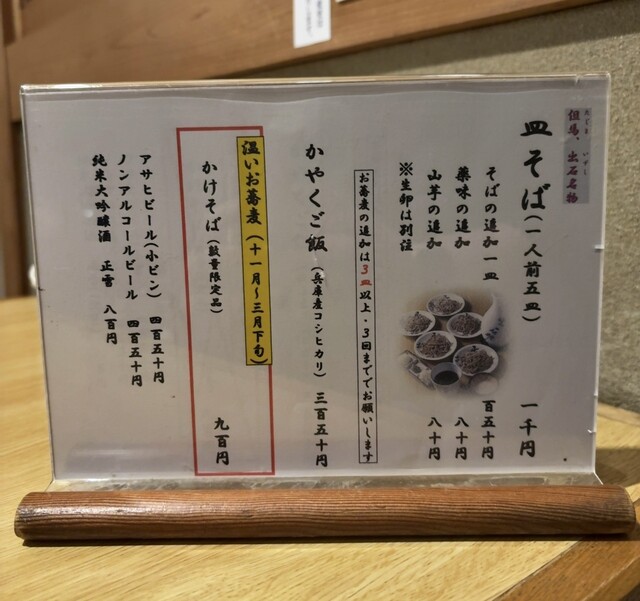 但馬、出石名物
たじま いずし
皿そば(一人前五皿) 一千円
そばの追加一皿 百五十円
薬味の追加 八十円
山芋の追加 八十円
※生卵は別注
お蕎麦の追加は3皿以上・3回まででお願いします
かやくご飯(兵庫産コシヒカリ) 三百五十円
温いお蕎麦(十一月~三月下旬)
かけそば(数量限定品) 九百円
アサヒビール(小ビン) 四百五十円
ノンアルコールビール 四百五十円
純米大吟醸酒 正雪 八百円